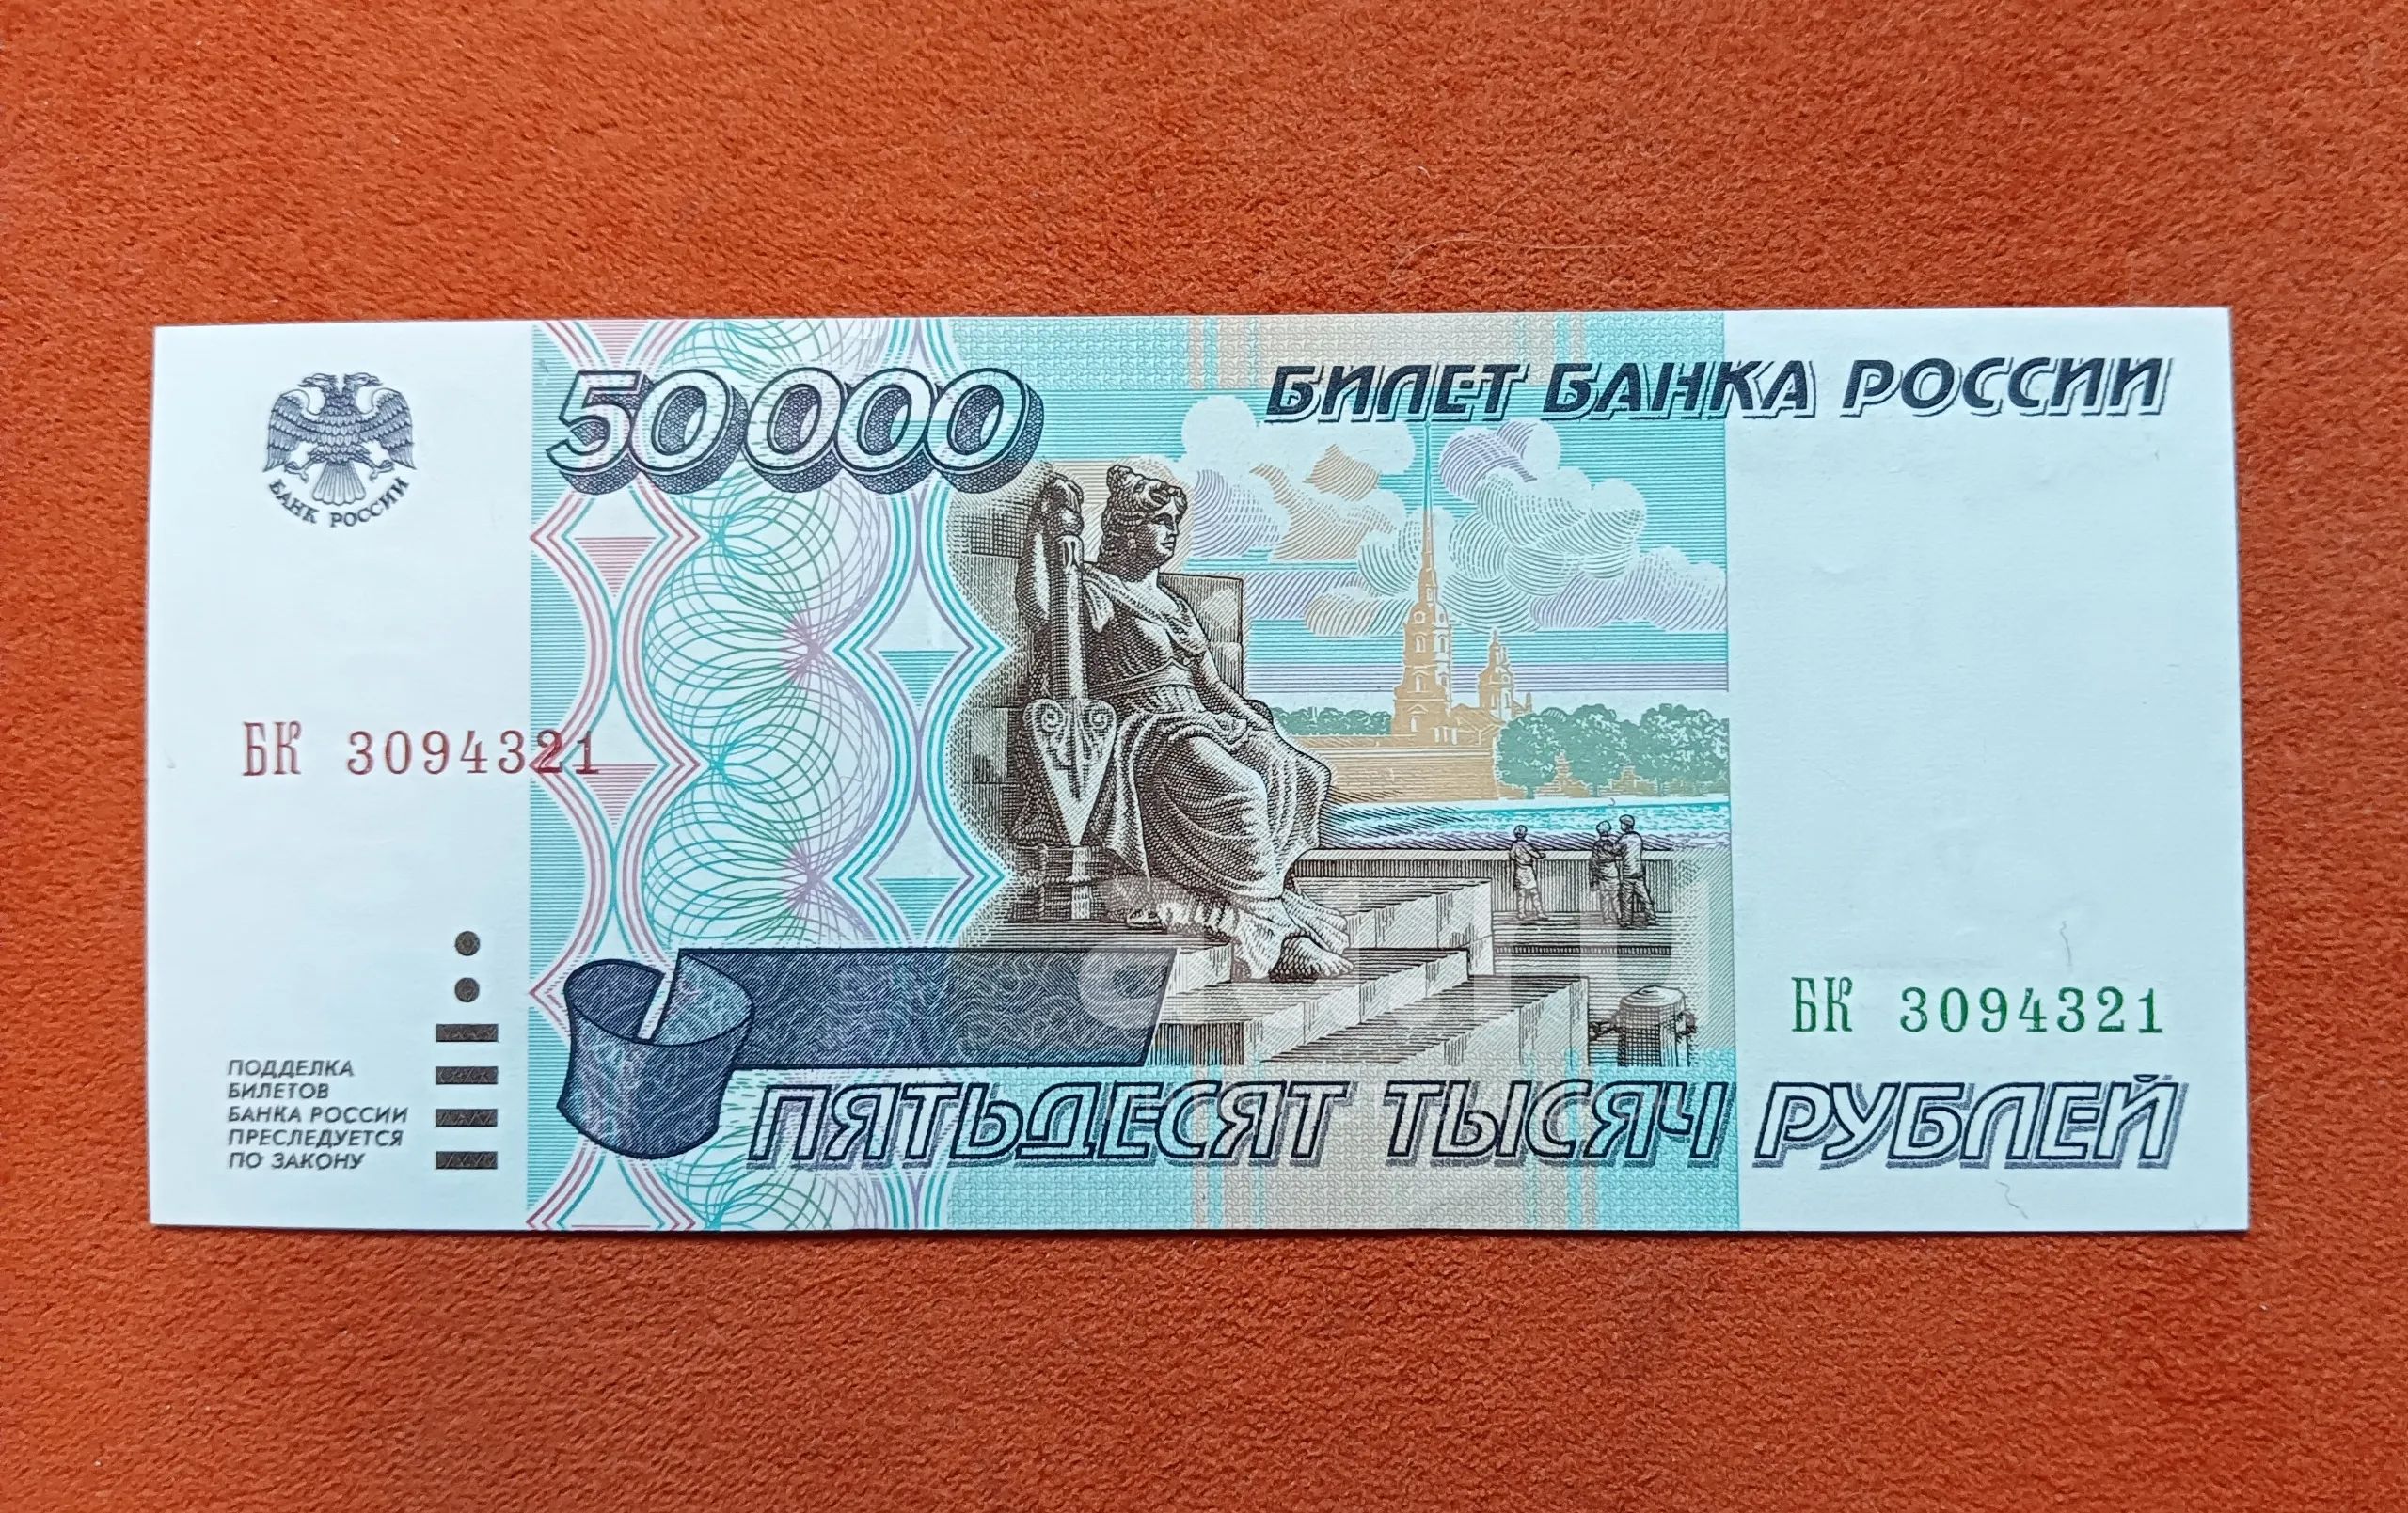 50 000
БИЛЕТ БАНКА РОССИИ
БАНК РОССИИ
БК 3094321
БК 3094321
ПОДДЕЛКА
БИЛЕТОВ
БАНКА РОССИИ
ПРЕСЛЕДУЕТСЯ
ПО ЗАКОНУ
ПЯТЬДЕСЯТ ТЫСЯЧ РУБЛЕЙ